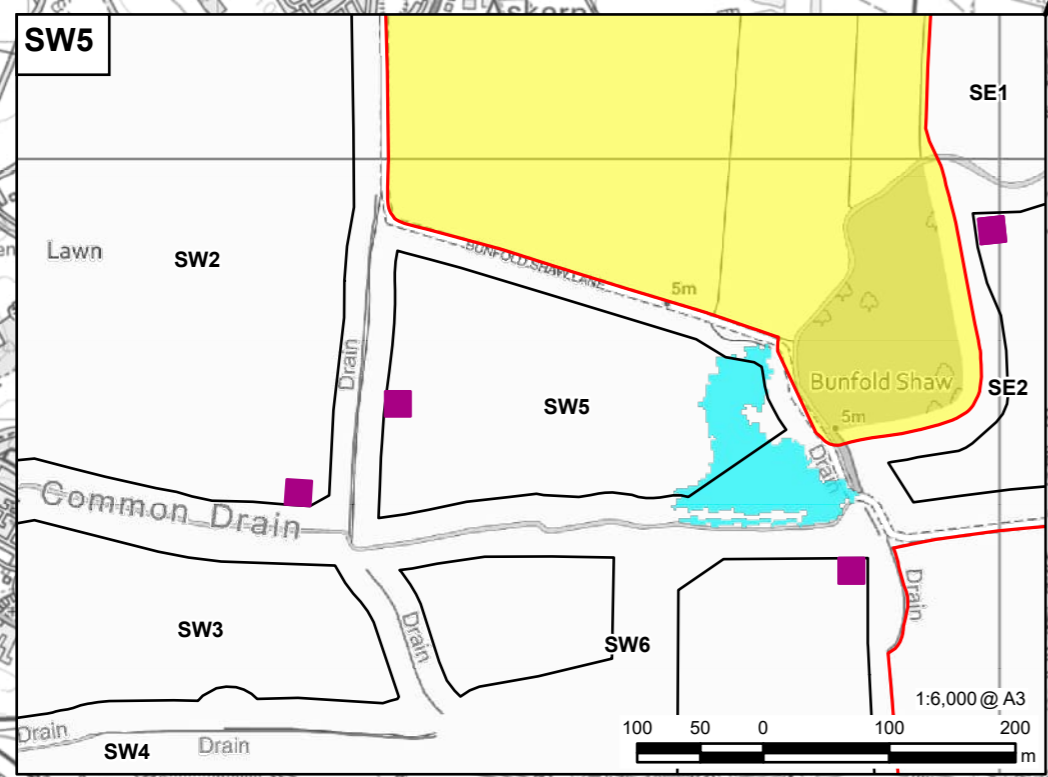 Askern
SW5
SE1
Lawn
SW2
BUNFOLD SHAW LANE
5m
Drain
Bunfold Shaw
SE2
SW5
5m
Drain
Common Drain
Drain
SW3
Drain
SW6
1:6,000 @ A3
Drain
SW4
Drain
100 50 0 100 200
m